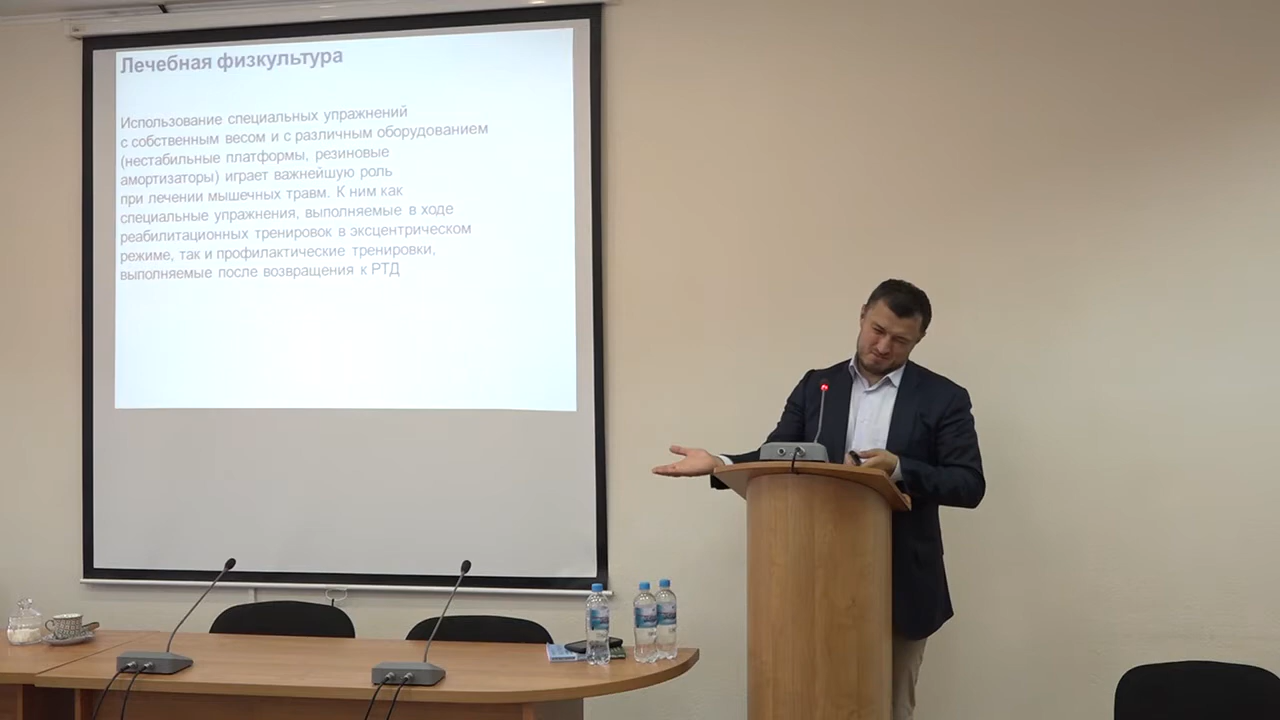 Лечебная физкультура
Использование специальных упражнений
с собственным весом и с различным оборудованием
(нестабильные платформы, резиновые
амортизаторы) играет важнейшую роль
при лечении мышечных травм. К ним как
специальные упражнения, выполняемые в ходе
реабилитационных тренировок в эксцентрическом
режиме, так и профилактические тренировки,
выполняемые после возвращения к РТД